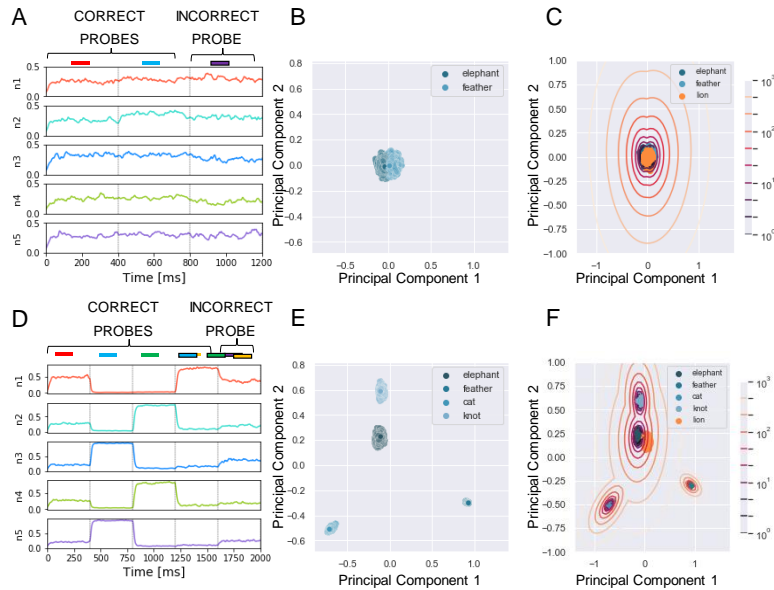 A
CORRECT
PROBES
INCORRECT
PROBE
n1
0.5
0.0
n2
0.5
0.0
n3
0.5
0.0
n4
0.5
0.0
n5
0.5
0.0
0 200 400 600 800 1000 1200
Time [ms]
B
elephant
feather
Principal Component 2
0.8
0.6
0.4
0.2
0.0
−0.2
−0.4
−0.6
−0.5 0.0 0.5 1.0
Principal Component 1
C
elephant
feather
lion
Principal Component 2
1.00
0.75
0.50
0.25
0.00
−0.25
−0.50
−0.75
−1.00
−1 0 1
Principal Component 1
D
CORRECT
PROBES
INCORRECT
PROBE
n1
0.5
0.0
n2
0.5
0.0
n3
0.5
0.0
n4
0.5
0.0
n5
0.5
0.0
0 250 500 750 1000 1250 1500 1750 2000
Time [ms]
E
elephant
feather
cat
knot
Principal Component 2
0.8
0.6
0.4
0.2
0.0
−0.2
−0.4
−0.6
−0.5 0.0 0.5 1.0
Principal Component 1
F
elephant
feather
cat
knot
lion
Principal Component 2
1.00
0.75
0.50
0.25
0.00
−0.25
−0.50
−0.75
−1.00
−1 0 1
Principal Component 1
10³
10²
10¹
10⁰